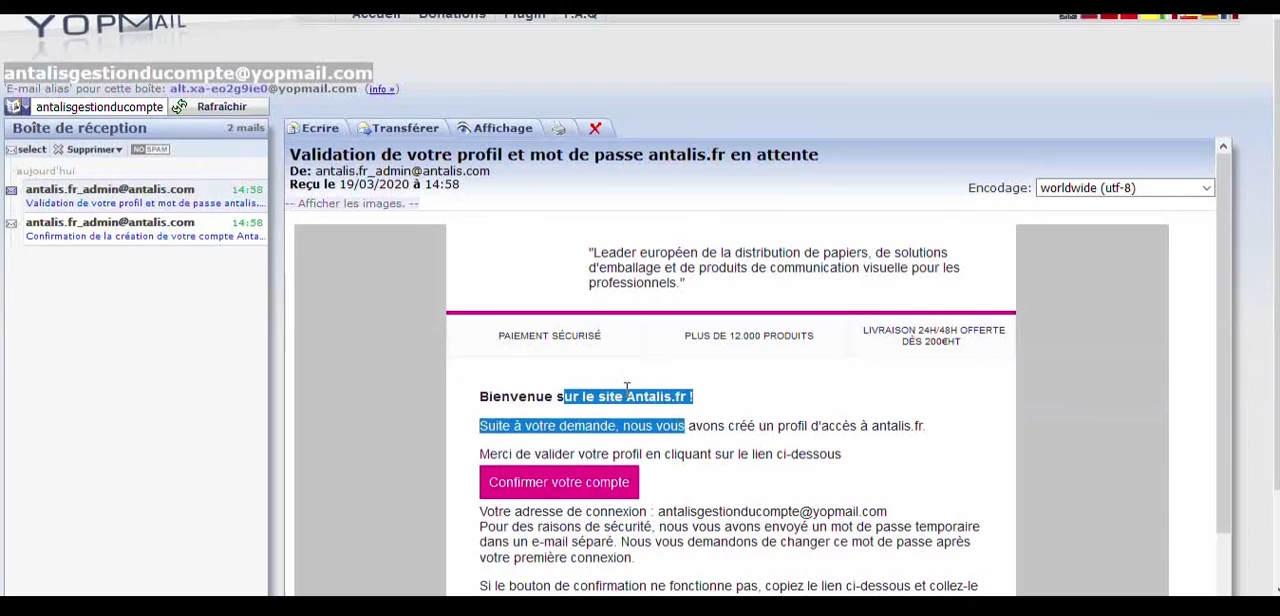 YOPMAIL
Accueil Donations Plugin F.A.Q
antalisgestionducompte@yopmail.com
'E-mail alias' pour cette boîte: alt.xa-eo2g9ie0@yopmail.com (info »)
antalisgestionducompte Rafraîchir
Boîte de réception 2 mails
select Supprimer NO SPAM
aujourd'hui
antalis.fr_admin@antalis.com 14:58
Validation de votre profil et mot de passe antalis....
antalis.fr_admin@antalis.com 14:58
Confirmation de la création de votre compte Anta...
Ecrire Transférer Affichage
Validation de votre profil et mot de passe antalis.fr en attente
De: antalis.fr_admin@antalis.com
Reçu le 19/03/2020 à 14:58
Encodage: worldwide (utf-8)
-- Afficher les images. --
"Leader européen de la distribution de papiers, de solutions
d'emballage et de produits de communication visuelle pour les
professionnels."
PAIEMENT SÉCURISÉ
PLUS DE 12.000 PRODUITS
LIVRAISON 24H/48H OFFERTE
DÈS 200€HT
Bienvenue sur le site Antalis.fr !
Suite à votre demande, nous vous avons créé un profil d'accès à antalis.fr.
Merci de valider votre profil en cliquant sur le lien ci-dessous
Confirmer votre compte
Votre adresse de connexion : antalisgestionducompte@yopmail.com
Pour des raisons de sécurité, nous vous avons envoyé un mot de passe temporaire
dans un e-mail séparé. Nous vous demandons de changer ce mot de passe après
votre première connexion.
Si le bouton de confirmation ne fonctionne pas, copiez le lien ci-dessous et collez-le